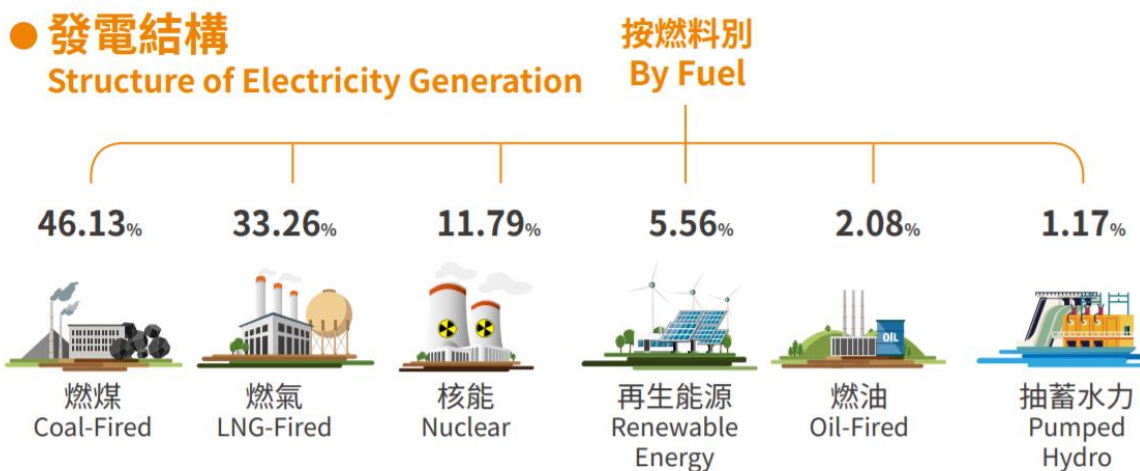 發電結構
Structure of Electricity Generation
按燃料別
By Fuel
46.13%
33.26%
11.79%
5.56%
2.08%
1.17%
OIL
燃煤
Coal-Fired
燃氣
LNG-Fired
核能
Nuclear
再生能源
Renewable
Energy
燃油
Oil-Fired
抽蓄水力
Pumped
Hydro